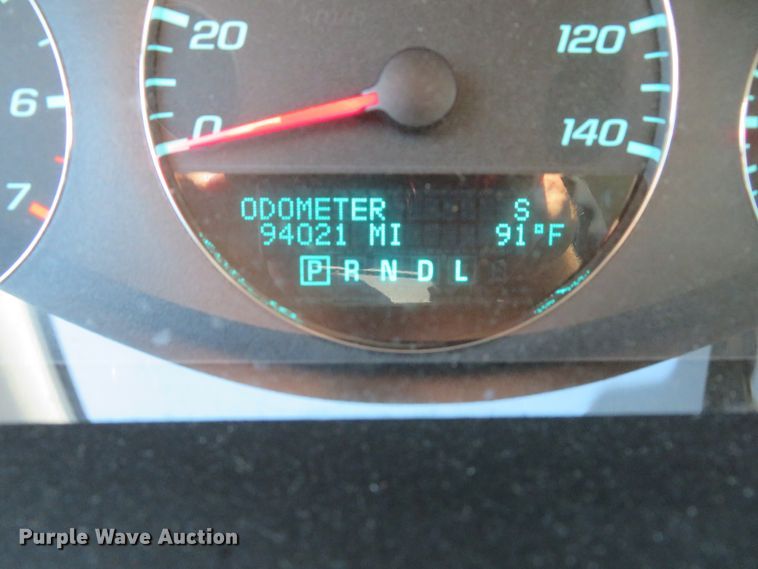 20 120
6
0 140
7
ODOMETER S
94021 MI 91°F
P R N D L
Purple Wave Auction